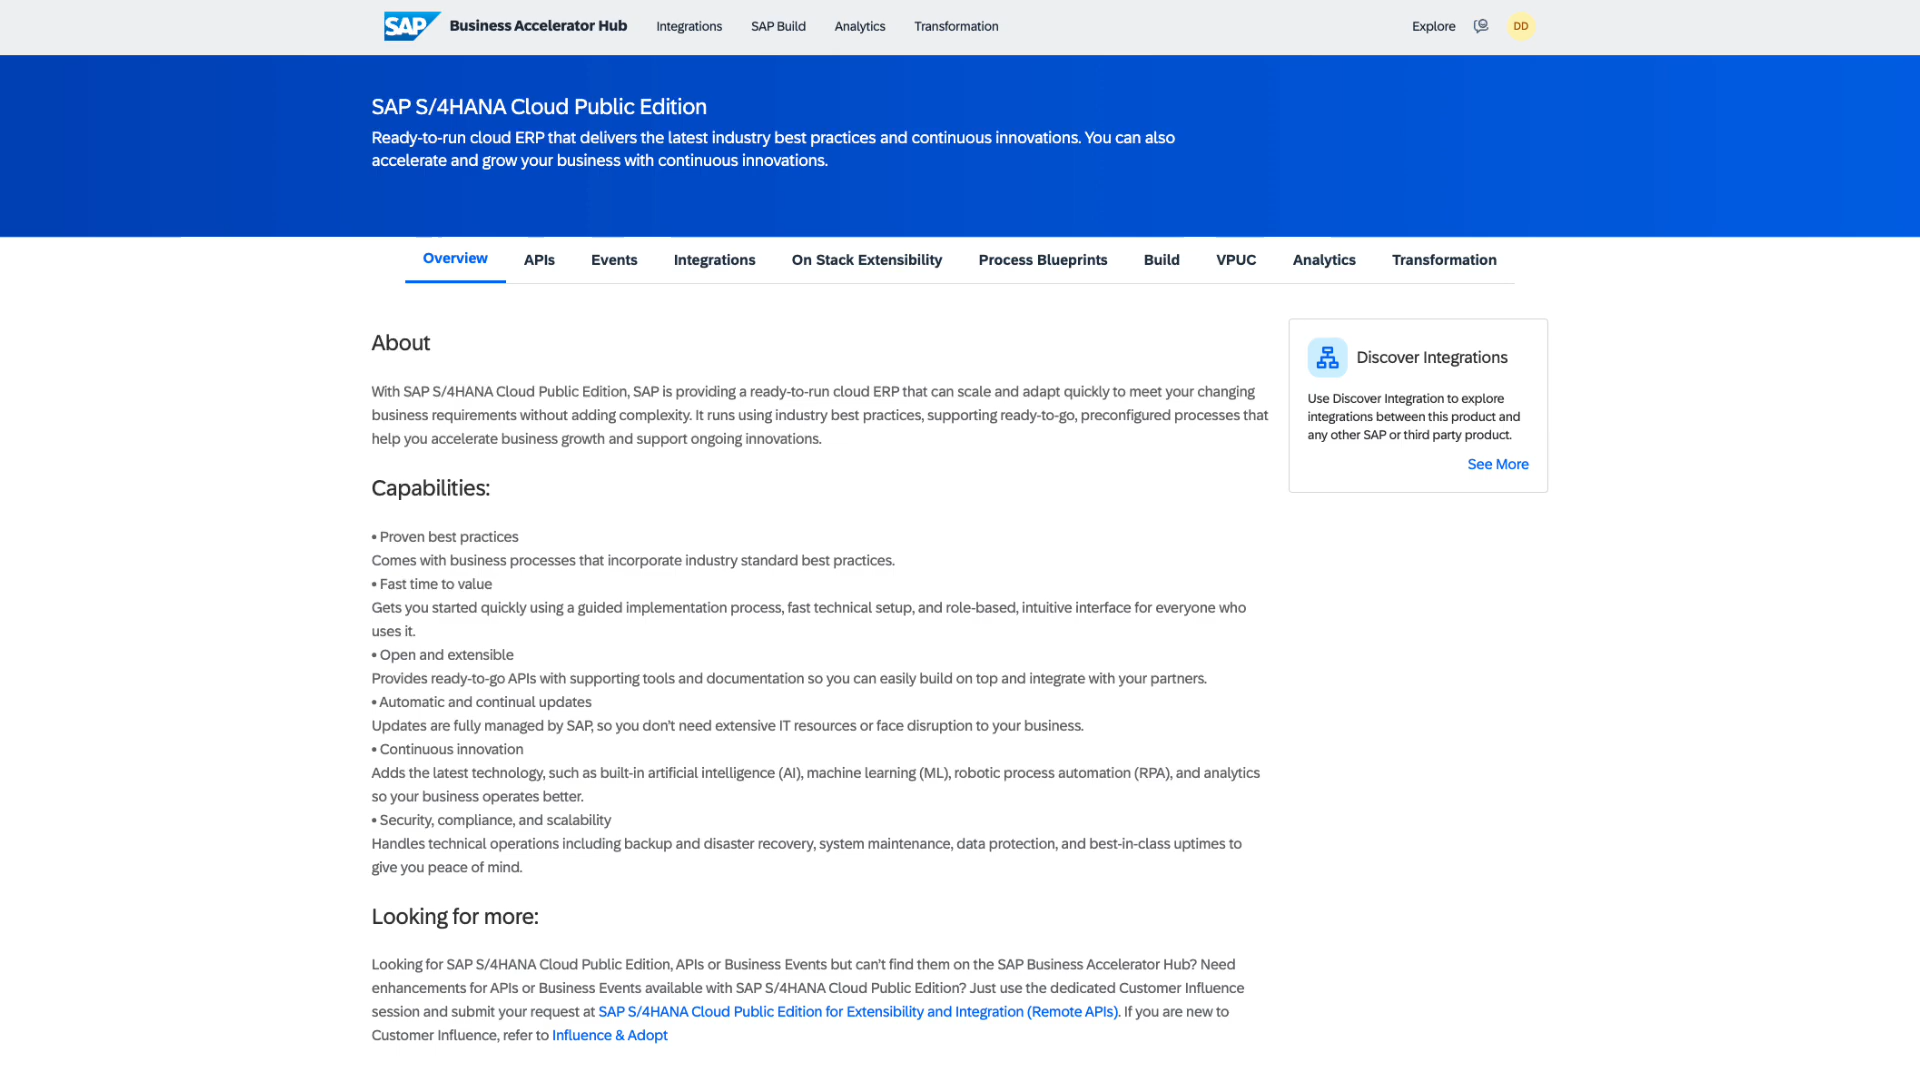 SAP Business Accelerator Hub Integrations SAP Build Analytics Transformation Explore DD
SAP S/4HANA Cloud Public Edition
Ready-to-run cloud ERP that delivers the latest industry best practices and continuous innovations. You can also
accelerate and grow your business with continuous innovations.
Overview APIs Events Integrations On Stack Extensibility Process Blueprints Build VPUC Analytics Transformation
About
With SAP S/4HANA Cloud Public Edition, SAP is providing a ready-to-run cloud ERP that can scale and adapt quickly to meet your changing
business requirements without adding complexity. It runs using industry best practices, supporting ready-to-go, preconfigured processes that
help you accelerate business growth and support ongoing innovations.
Capabilities:
• Proven best practices
Comes with business processes that incorporate industry standard best practices.
• Fast time to value
Gets you started quickly using a guided implementation process, fast technical setup, and role-based, intuitive interface for everyone who
uses it.
• Open and extensible
Provides ready-to-go APIs with supporting tools and documentation so you can easily build on top and integrate with your partners.
• Automatic and continual updates
Updates are fully managed by SAP, so you don't need extensive IT resources or face disruption to your business.
• Continuous innovation
Adds the latest technology, such as built-in artificial intelligence (AI), machine learning (ML), robotic process automation (RPA), and analytics
so your business operates better.
• Security, compliance, and scalability
Handles technical operations including backup and disaster recovery, system maintenance, data protection, and best-in-class uptimes to
give you peace of mind.
Looking for more:
Looking for SAP S/4HANA Cloud Public Edition, APIs or Business Events but can't find them on the SAP Business Accelerator Hub? Need
enhancements for APIs or Business Events available with SAP S/4HANA Cloud Public Edition? Just use the dedicated Customer Influence
session and submit your request at SAP S/4HANA Cloud Public Edition for Extensibility and Integration (Remote APIs). If you are new to
Customer Influence, refer to Influence & Adopt
Discover Integrations
Use Discover Integration to explore
integrations between this product and
any other SAP or third party product.
See More